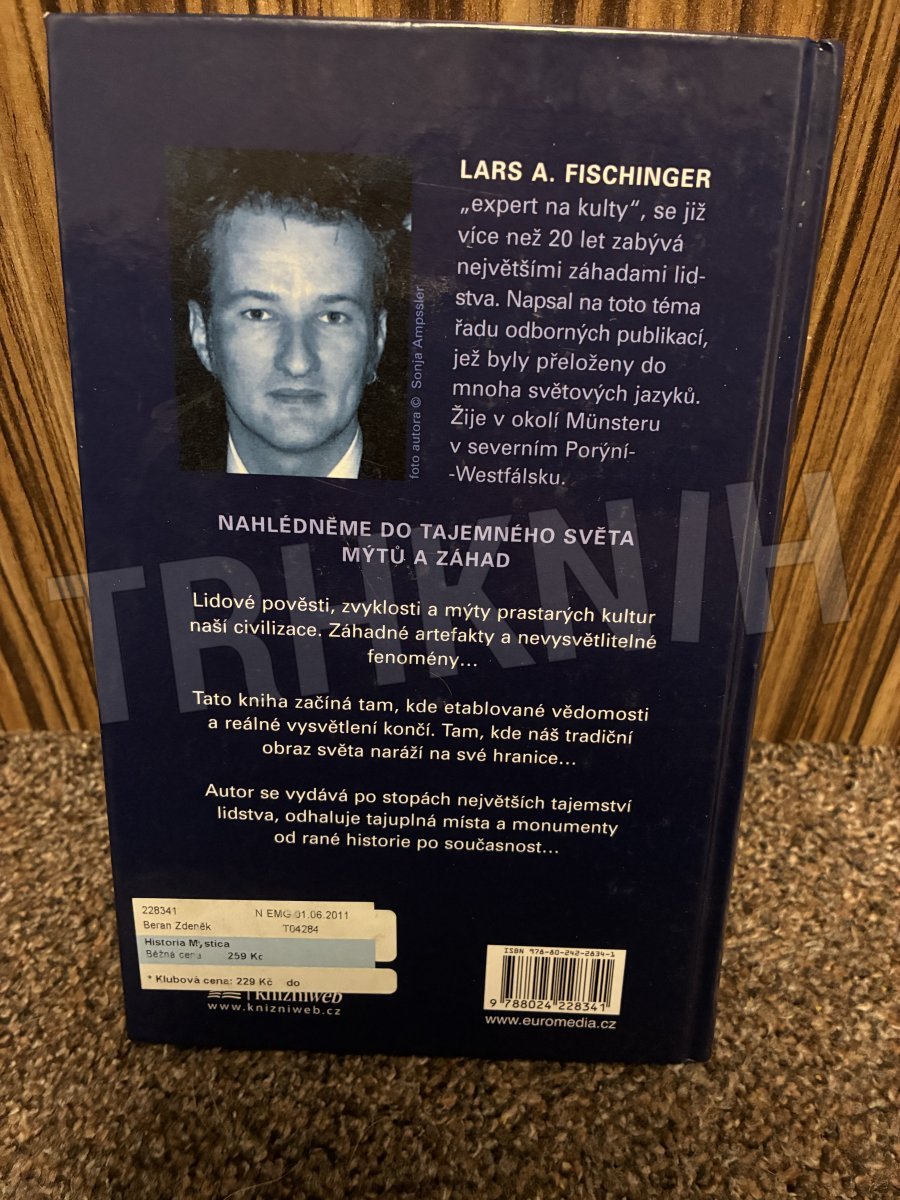 LARS A. FISCHINGER
„expert na kulty“, se již
více než 20 let zabývá
největšími záhadami lid-
stva. Napsal na toto téma
řadu odborných publikací,
jež byly přeloženy do
mnoha světových jazyků.
Žije v okolí Münsteru
v severním Porýní-
-Westfálsku.
foto autora © Sonja Ampssler
NAHLÉDNĚME DO TAJEMNÉHO SVĚTA
MÝTŮ A ZÁHAD
TRHKNIH
Lidové pověsti, zvyklosti a mýty prastarých kultur
naší civilizace. Záhadné artefakty a nevysvětlitelné
fenomény...
Tato kniha začíná tam, kde etablované vědomosti
a reálné vysvětlení končí. Tam, kde náš tradiční
obraz světa naráží na své hranice...
Autor se vydává po stopách největších tajemství
lidstva, odhaluje tajuplná místa a monumenty
od rané historie po současnost...
228341 N EMG 01.06.2011
Beran Zdeněk T04284
Historia Mystica
Běžná cena 259 Kč
* Klubová cena: 229 Kč do
knižniweb
www.knizniweb.cz
ISBN 978-80-242-2834-1
9 788024 228341
www.euromedia.cz